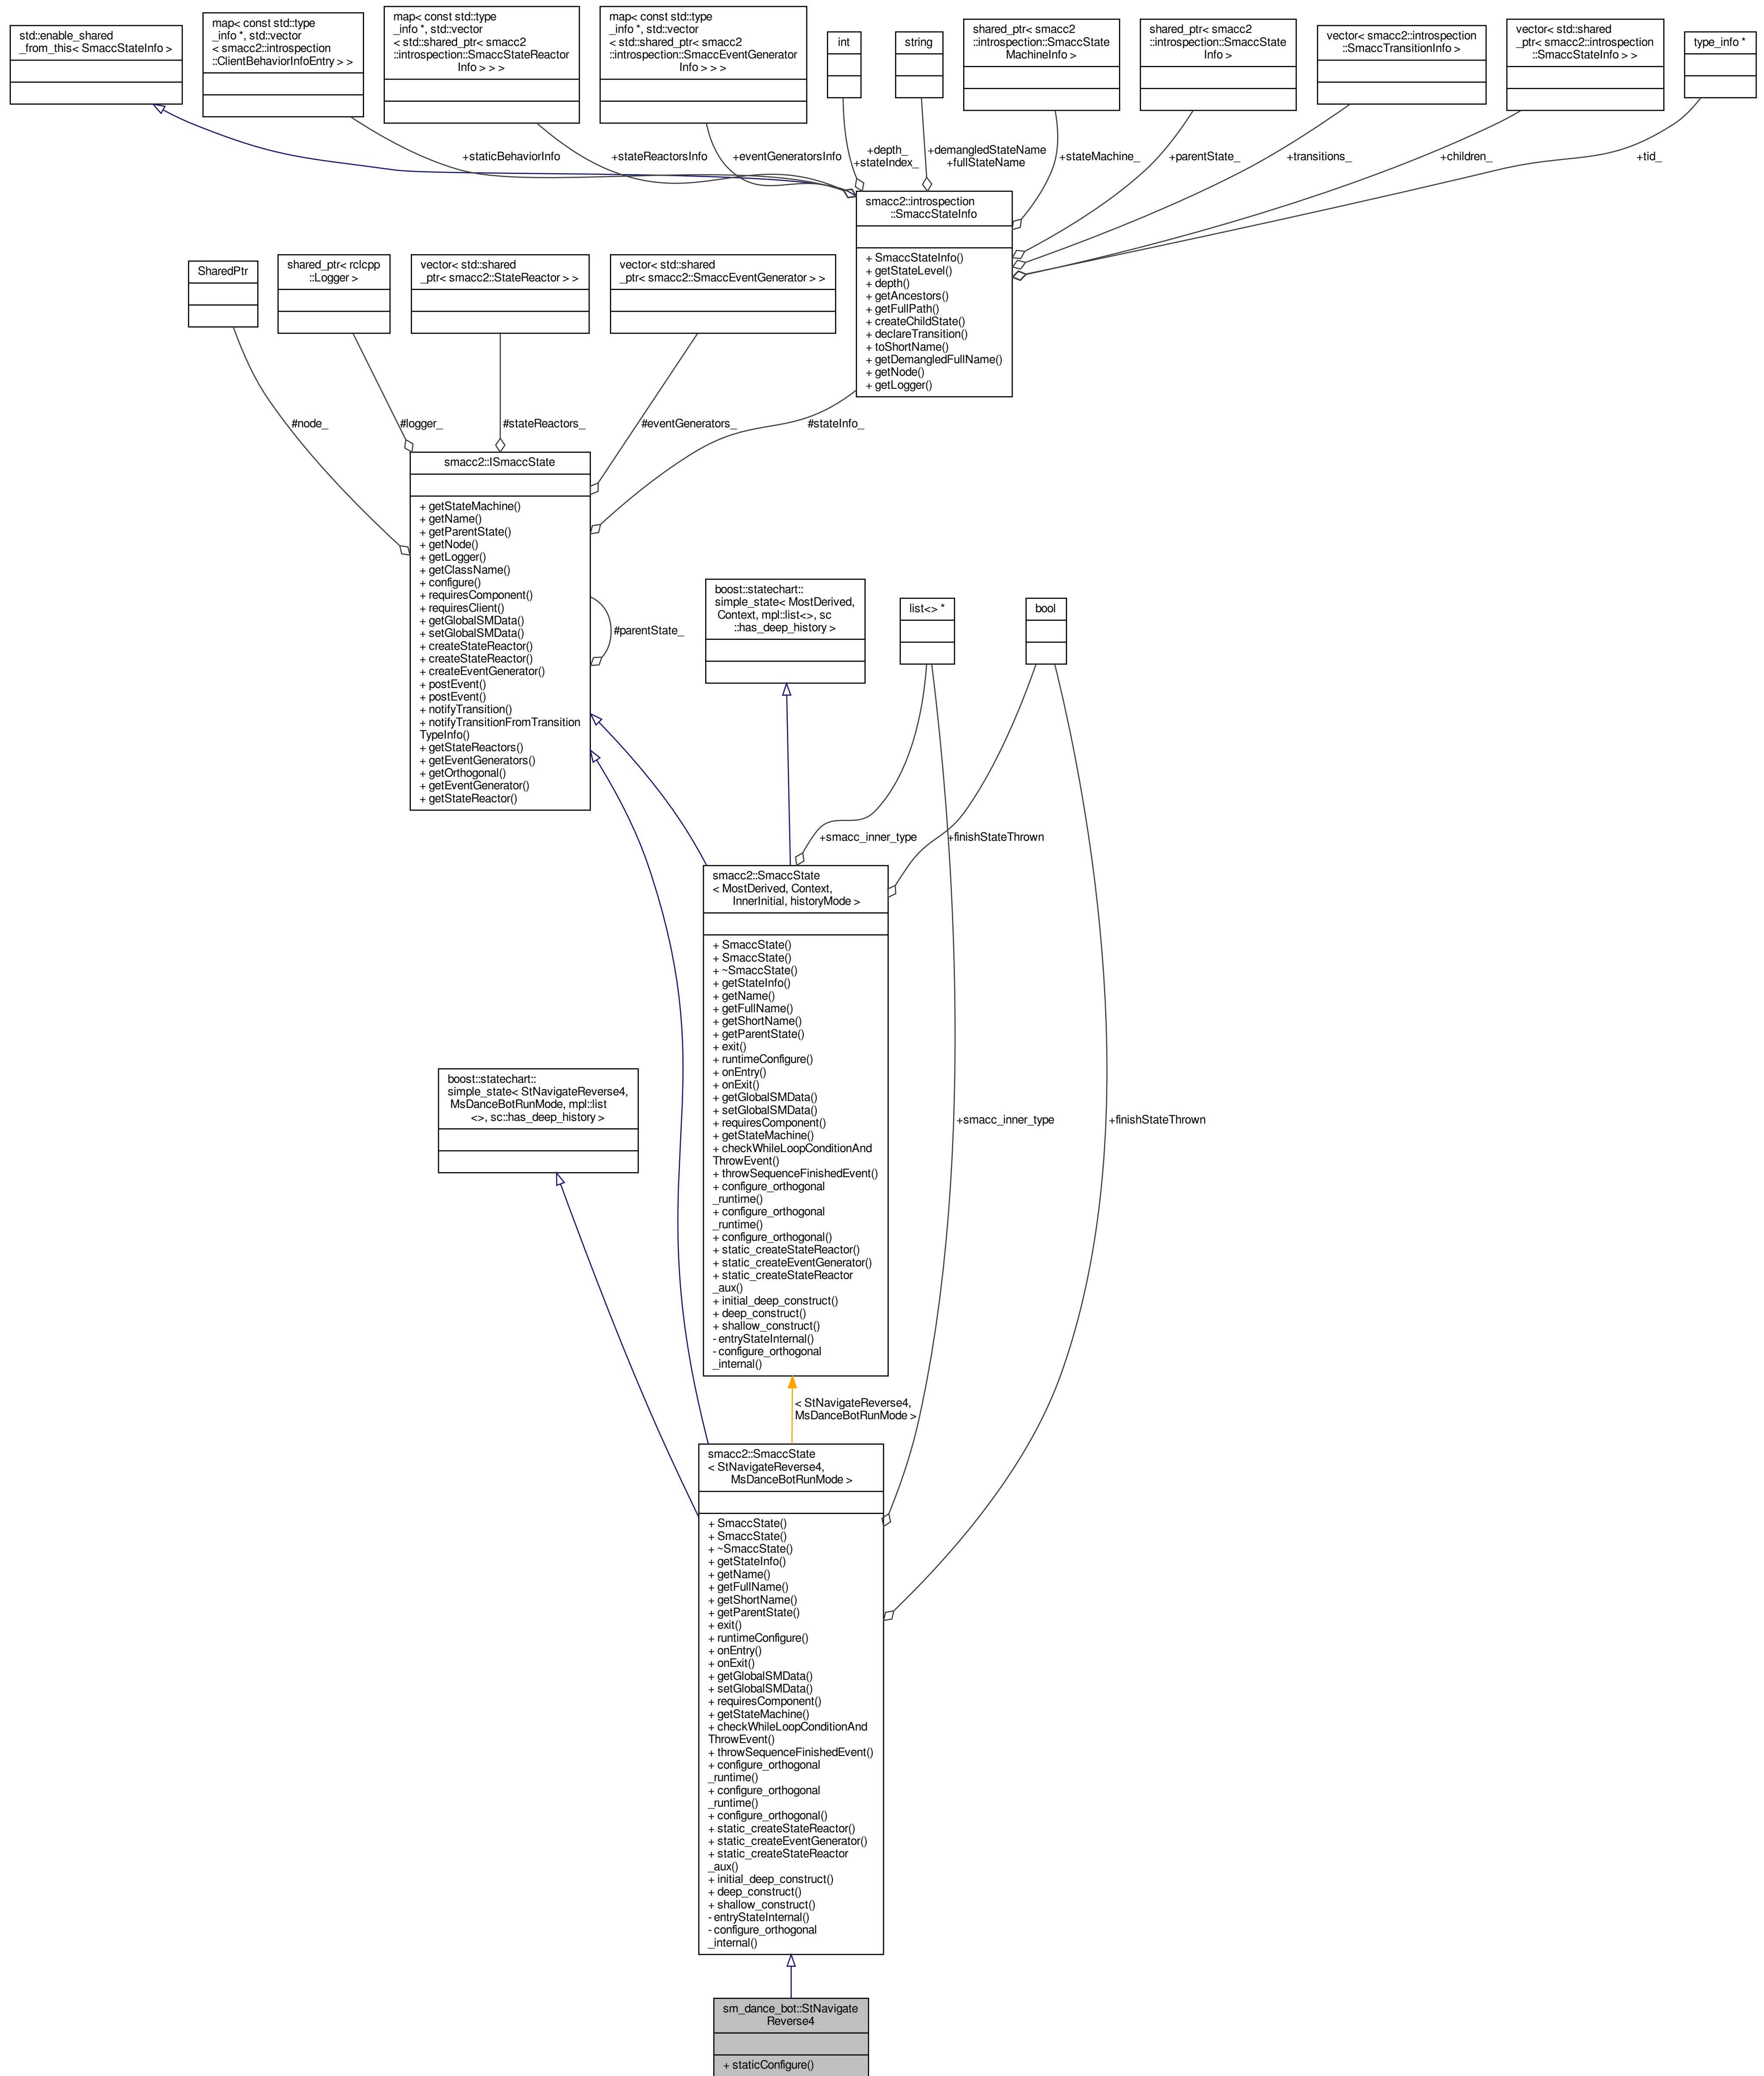 std::enable_shared
_from_this< SmaccStateInfo >
map< const std::type
_info *, std::vector
< smacc2::introspection
::ClientBehaviorInfoEntry > >
map< const std::type
_info *, std::vector
< std::shared_ptr< smacc2
::introspection::SmaccStateReactor
Info > > >
map< const std::type
_info *, std::vector
< std::shared_ptr< smacc2
::introspection::SmaccEventGenerator
Info > > >
int
string
shared_ptr< smacc2
::introspection::SmaccState
MachineInfo >
shared_ptr< smacc2
::introspection::SmaccState
Info >
vector< smacc2::introspection
::SmaccTransitionInfo >
vector< std::shared
_ptr< smacc2::introspection
::SmaccStateInfo > >
type_info *
+staticBehaviorInfo
+stateReactorsInfo
+eventGeneratorsInfo
+depth_
+stateIndex_
+demangledStateName
+fullStateName
+stateMachine_
+parentState_
+transitions_
+children_
+tid_
smacc2::introspection
::SmaccStateInfo
+ SmaccStateInfo()
+ getStateLevel()
+ depth()
+ getAncestors()
+ getFullPath()
+ createChildState()
+ declareTransition()
+ toShortName()
+ getDemangledFullName()
+ getNode()
+ getLogger()
SharedPtr
shared_ptr< rclcpp
::Logger >
vector< std::shared
_ptr< smacc2::StateReactor > >
vector< std::shared
_ptr< smacc2::SmaccEventGenerator > >
#node_
#logger_
#stateReactors_
#eventGenerators_
#stateInfo_
smacc2::ISmaccState
+ getStateMachine()
+ getName()
+ getParentState()
+ getNode()
+ getLogger()
+ getClassName()
+ configure()
+ requiresComponent()
+ requiresClient()
+ getGlobalSMData()
+ setGlobalSMData()
+ createStateReactor()
+ createStateReactor()
+ createEventGenerator()
+ postEvent()
+ postEvent()
+ notifyTransition()
+ notifyTransitionFromTransition
TypeInfo()
+ getStateReactors()
+ getEventGenerators()
+ getOrthogonal()
+ getEventGenerator()
+ getStateReactor()
#parentState_
boost::statechart::
simple_state< MostDerived,
Context, mpl::list<>, sc
::has_deep_history >
list<> *
bool
+smacc_inner_type
+finishStateThrown
smacc2::SmaccState
< MostDerived, Context,
InnerInitial, historyMode >
+ SmaccState()
+ SmaccState()
+ ~SmaccState()
+ getStateInfo()
+ getName()
+ getFullName()
+ getShortName()
+ getParentState()
+ exit()
+ runtimeConfigure()
+ onEntry()
+ onExit()
+ getGlobalSMData()
+ setGlobalSMData()
+ requiresComponent()
+ getStateMachine()
+ checkWhileLoopConditionAnd
ThrowEvent()
+ throwSequenceFinishedEvent()
+ configure_orthogonal
_runtime()
+ configure_orthogonal
_runtime()
+ configure_orthogonal()
+ static_createStateReactor()
+ static_createEventGenerator()
+ static_createStateReactor
_aux()
+ initial_deep_construct()
+ deep_construct()
+ shallow_construct()
- entryStateInternal()
- configure_orthogonal
_internal()
boost::statechart::
simple_state< StNavigateReverse4,
MsDanceBotRunMode, mpl::list
<>, sc::has_deep_history >
+smacc_inner_type
+finishStateThrown
< StNavigateReverse4,
MsDanceBotRunMode >
smacc2::SmaccState
< StNavigateReverse4,
MsDanceBotRunMode >
+ SmaccState()
+ SmaccState()
+ ~SmaccState()
+ getStateInfo()
+ getName()
+ getFullName()
+ getShortName()
+ getParentState()
+ exit()
+ runtimeConfigure()
+ onEntry()
+ onExit()
+ getGlobalSMData()
+ setGlobalSMData()
+ requiresComponent()
+ getStateMachine()
+ checkWhileLoopConditionAnd
ThrowEvent()
+ throwSequenceFinishedEvent()
+ configure_orthogonal
_runtime()
+ configure_orthogonal
_runtime()
+ configure_orthogonal()
+ static_createStateReactor()
+ static_createEventGenerator()
+ static_createStateReactor
_aux()
+ initial_deep_construct()
+ deep_construct()
+ shallow_construct()
- entryStateInternal()
- configure_orthogonal
_internal()
sm_dance_bot::StNavigate
Reverse4
+ staticConfigure()